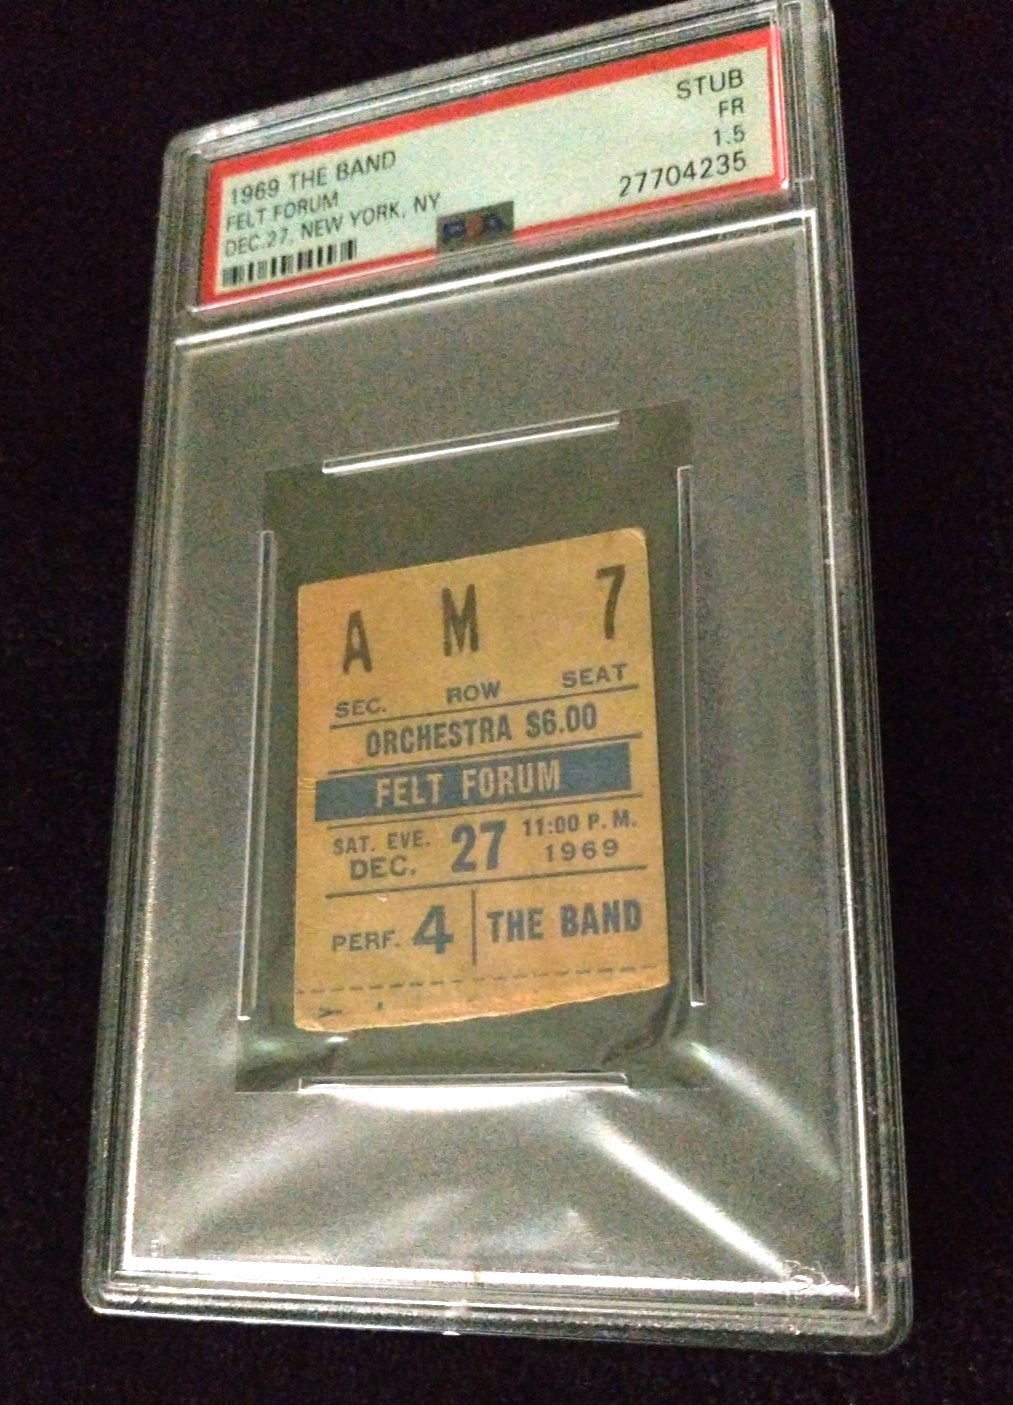 1969 THE BAND
FELT FORUM
DEC.27, NEW YORK, NY
STUB
FR
1.5
27704235
PSA
A M 7
SEC. ROW SEAT
ORCHESTRA $6.00
FELT FORUM
SAT. EVE. 27 11:00 P.M.
DEC. 1969
PERF. 4 THE BAND